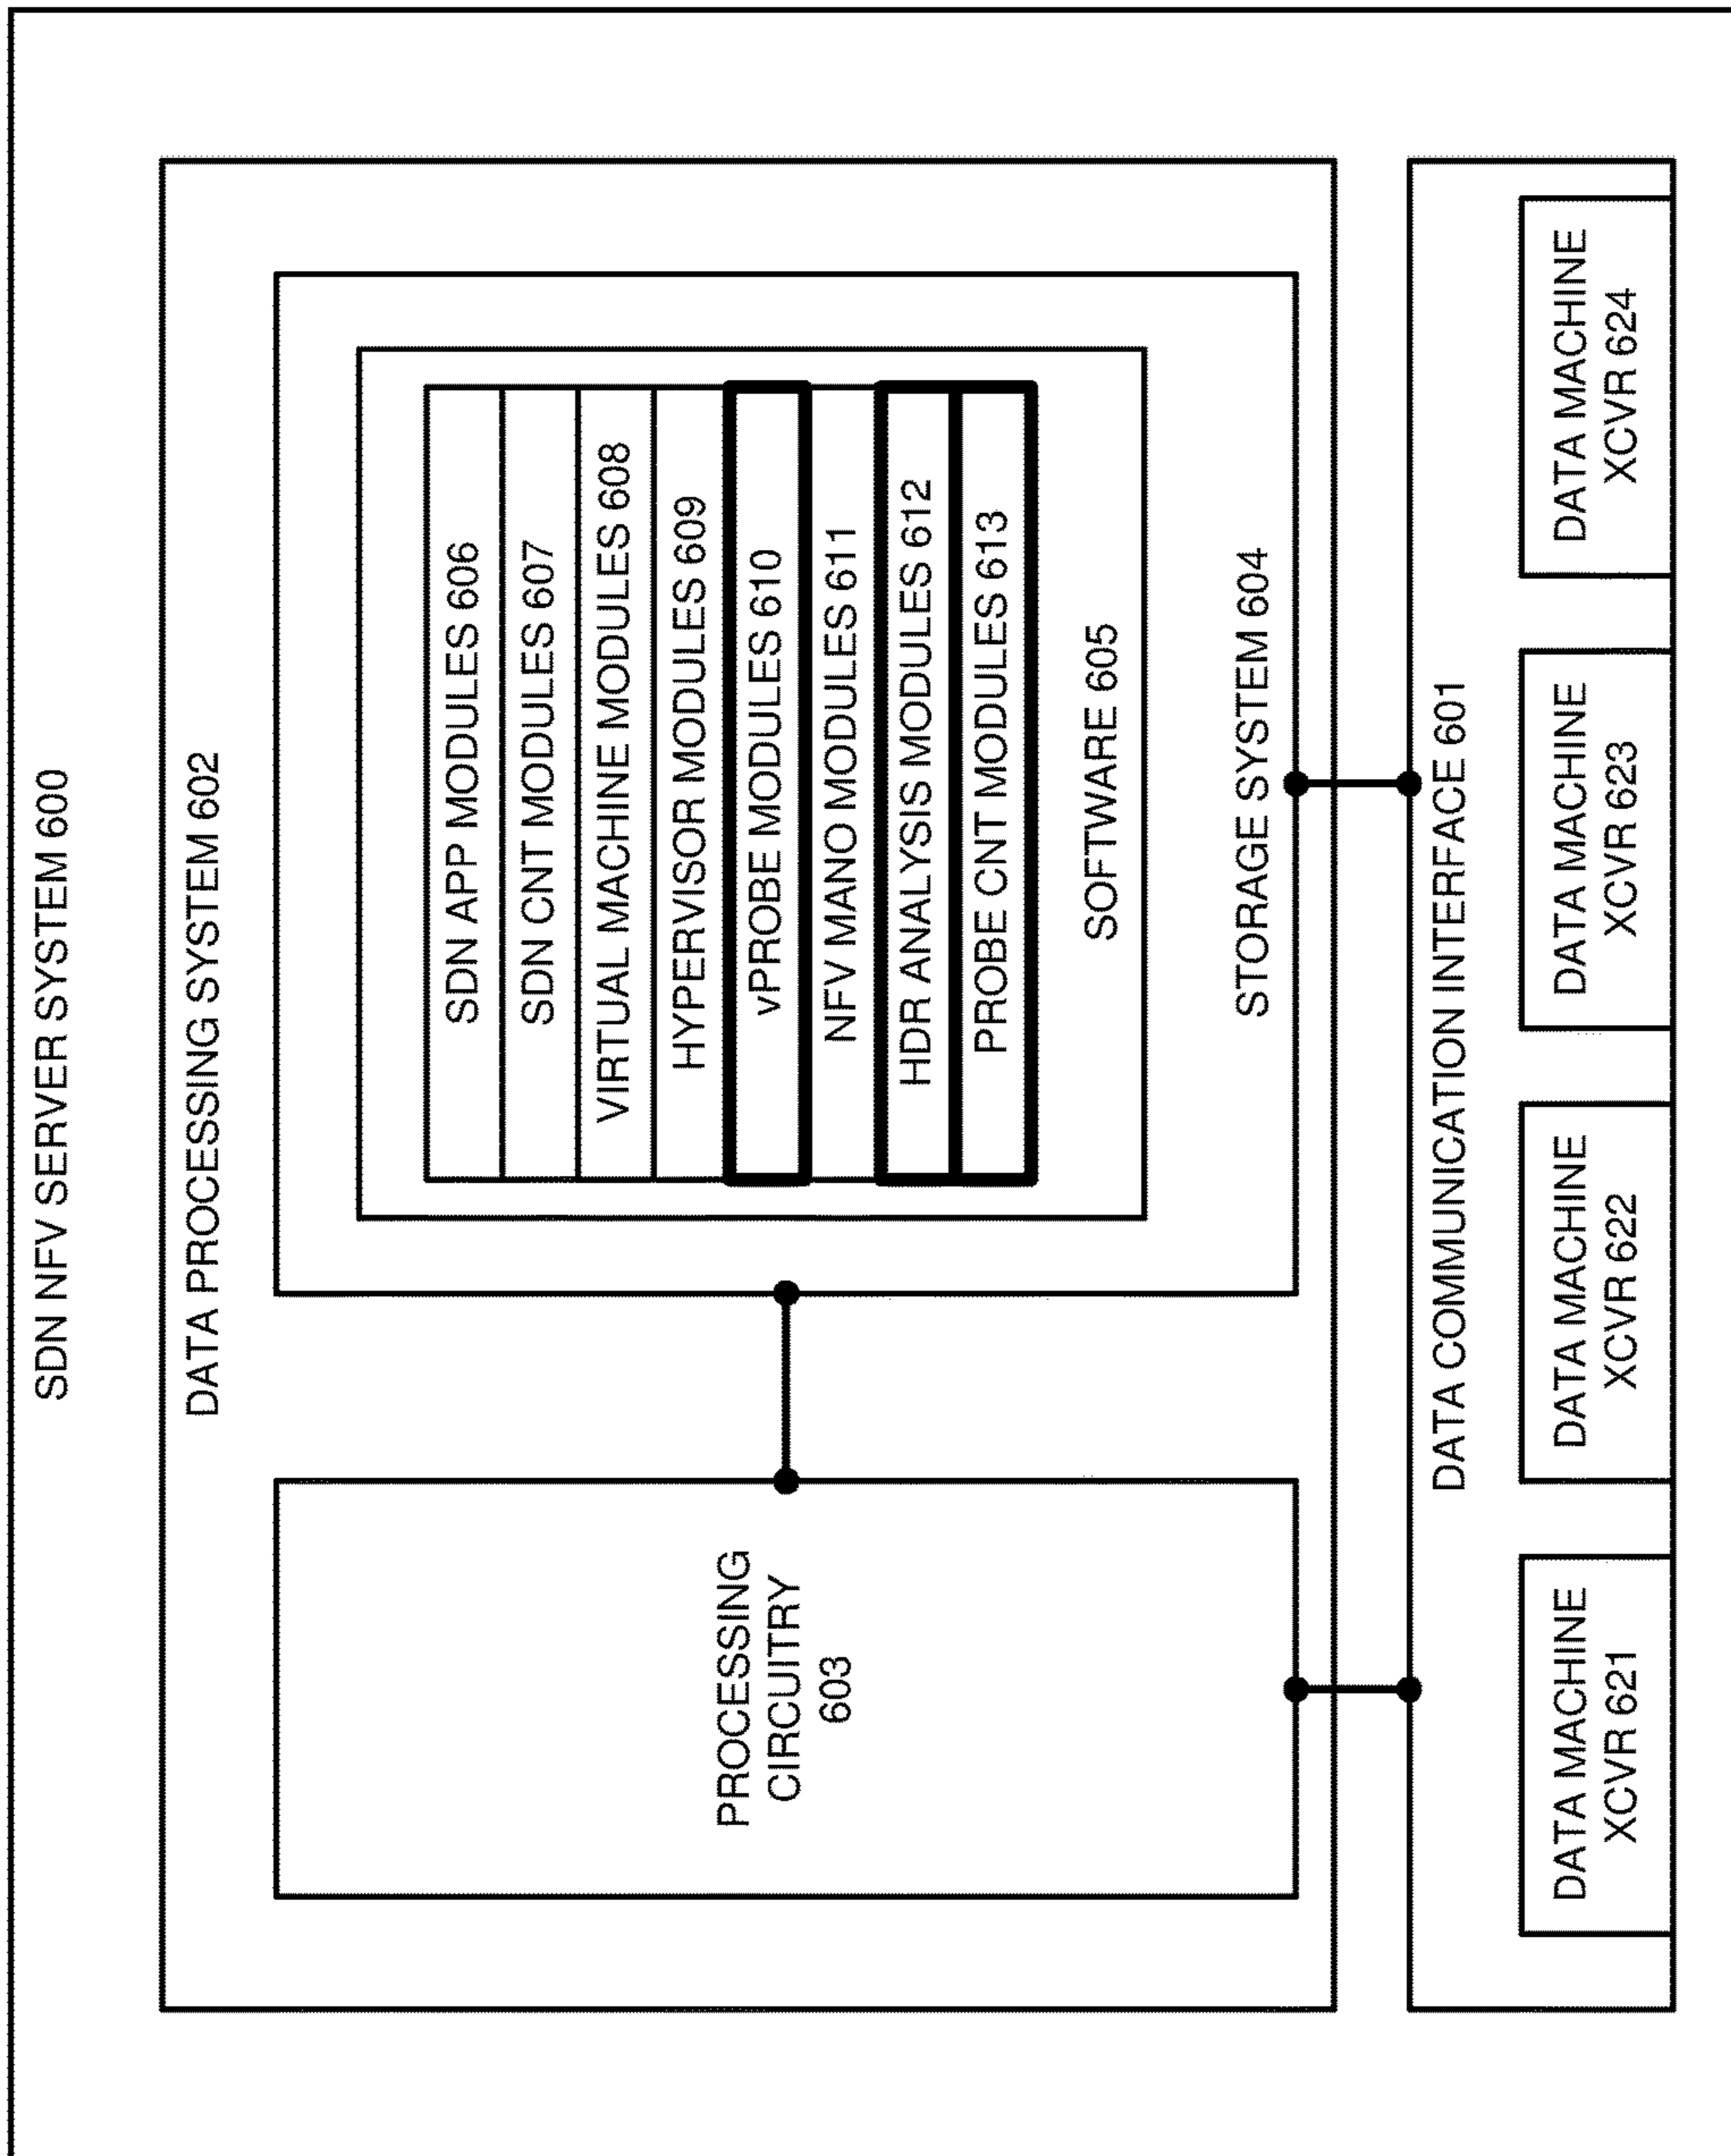 SDN NFV SERVER SYSTEM 600
DATA PROCESSING SYSTEM 602
PROCESSING
CIRCUITRY
603
SDN APP MODULES 606
SDN CNT MODULES 607
VIRTUAL MACHINE MODULES 608
HYPERVISOR MODULES 609
vPROBE MODULES 610
NFV MANO MODULES 611
HDR ANALYSIS MODULES 612
PROBE CNT MODULES 613
SOFTWARE 605
STORAGE SYSTEM 604
DATA COMMUNICATION INTERFACE 601
DATA MACHINE
XCVR 621
DATA MACHINE
XCVR 622
DATA MACHINE
XCVR 623
DATA MACHINE
XCVR 624